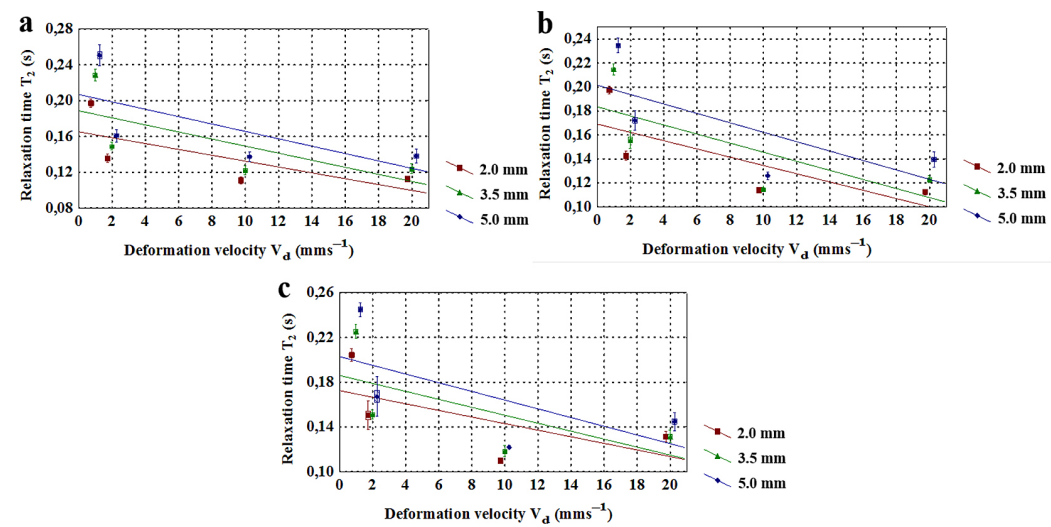 a
0,28
0,24
0,20
0,16
0,12
0,08
Relaxation time T₂ (s)
0 2 4 6 8 10 12 14 16 18 20
Deformation velocity V_d (mms⁻¹)
2.0 mm
3.5 mm
5.0 mm
b
0,24
0,22
0,20
0,18
0,16
0,14
0,12
0,10
Relaxation time T₂ (s)
0 2 4 6 8 10 12 14 16 18 20
Deformation velocity V_d (mms⁻¹)
2.0 mm
3.5 mm
5.0 mm
c
0,26
0,22
0,18
0,14
0,10
Relaxation time T₂ (s)
0 2 4 6 8 10 12 14 16 18 20
Deformation velocity V_d (mms⁻¹)
2.0 mm
3.5 mm
5.0 mm